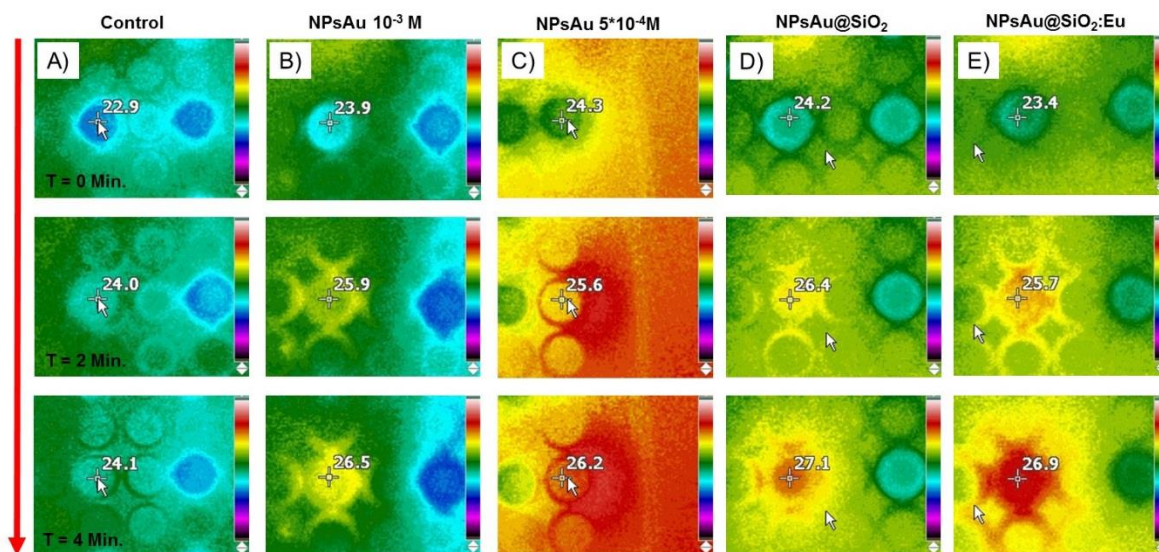 Control NPsAu 10⁻³ M NPsAu 5*10⁻⁴M NPsAu@SiO₂ NPsAu@SiO₂:Eu
A) B) C) D) E)
22.9 23.9 24.3 24.2 23.4
T = 0 Min.
24.0 25.9 25.6 26.4 25.7
T = 2 Min.
24.1 26.5 26.2 27.1 26.9
T = 4 Min.